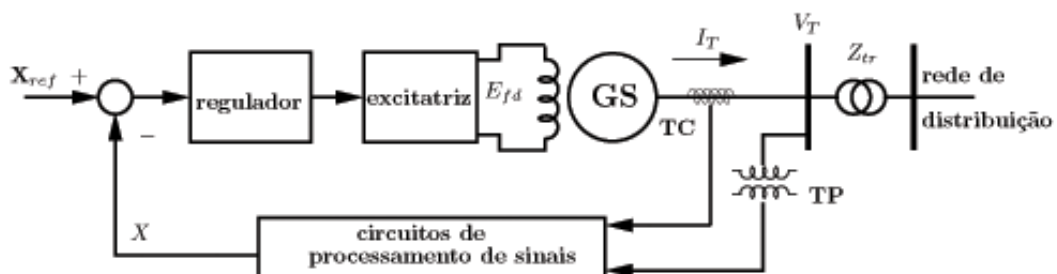 X_ref +
−
regulador
excitatriz
E_fd
GS
I_T
TC
V_T
Z_tr
rede de
distribuição
TP
X
circuitos de
processamento de sinais